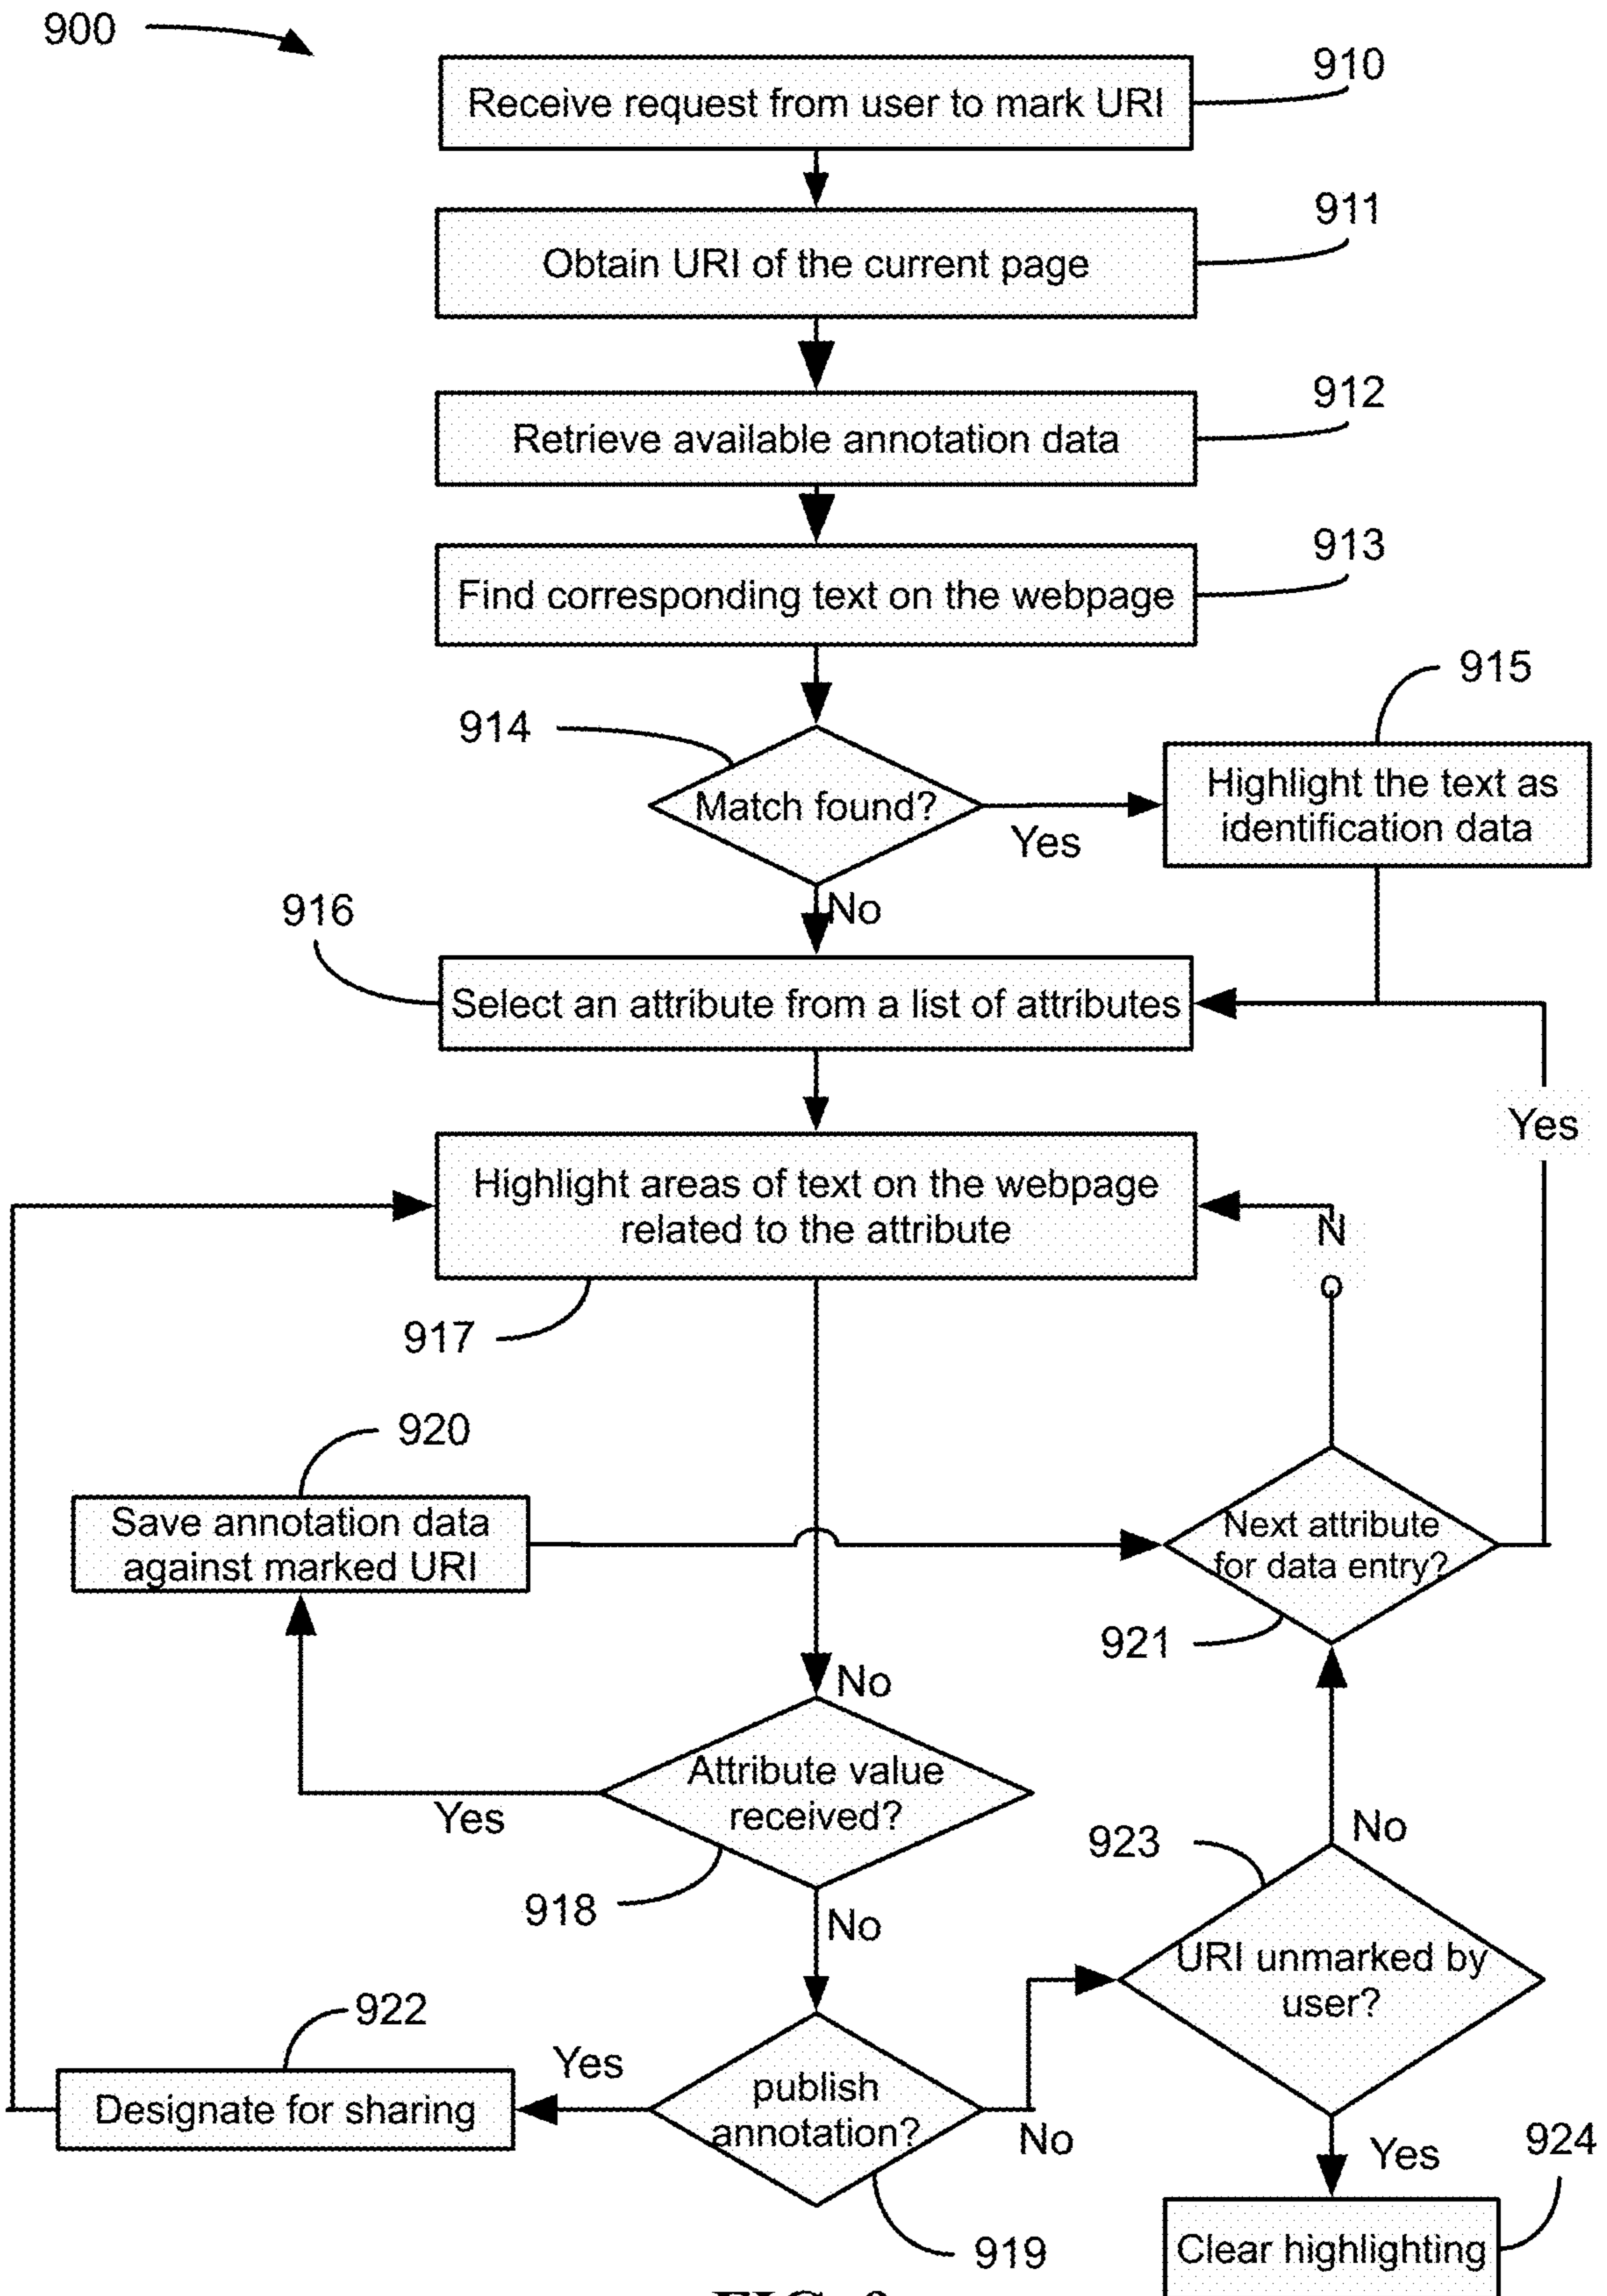 900
910
Receive request from user to mark URI
911
Obtain URI of the current page
912
Retrieve available annotation data
913
Find corresponding text on the webpage
915
914
Match found?
Yes
Highlight the text as
identification data
No
916
Select an attribute from a list of attributes
Yes
Highlight areas of text on the webpage
related to the attribute
N
o
917
920
Save annotation data
against marked URI
Next attribute
for data entry?
921
No
Attribute value
received?
Yes
923
No
918
No
URI unmarked by
user?
922
Yes
Designate for sharing
publish
annotation?
No
Yes
924
919
Clear highlighting